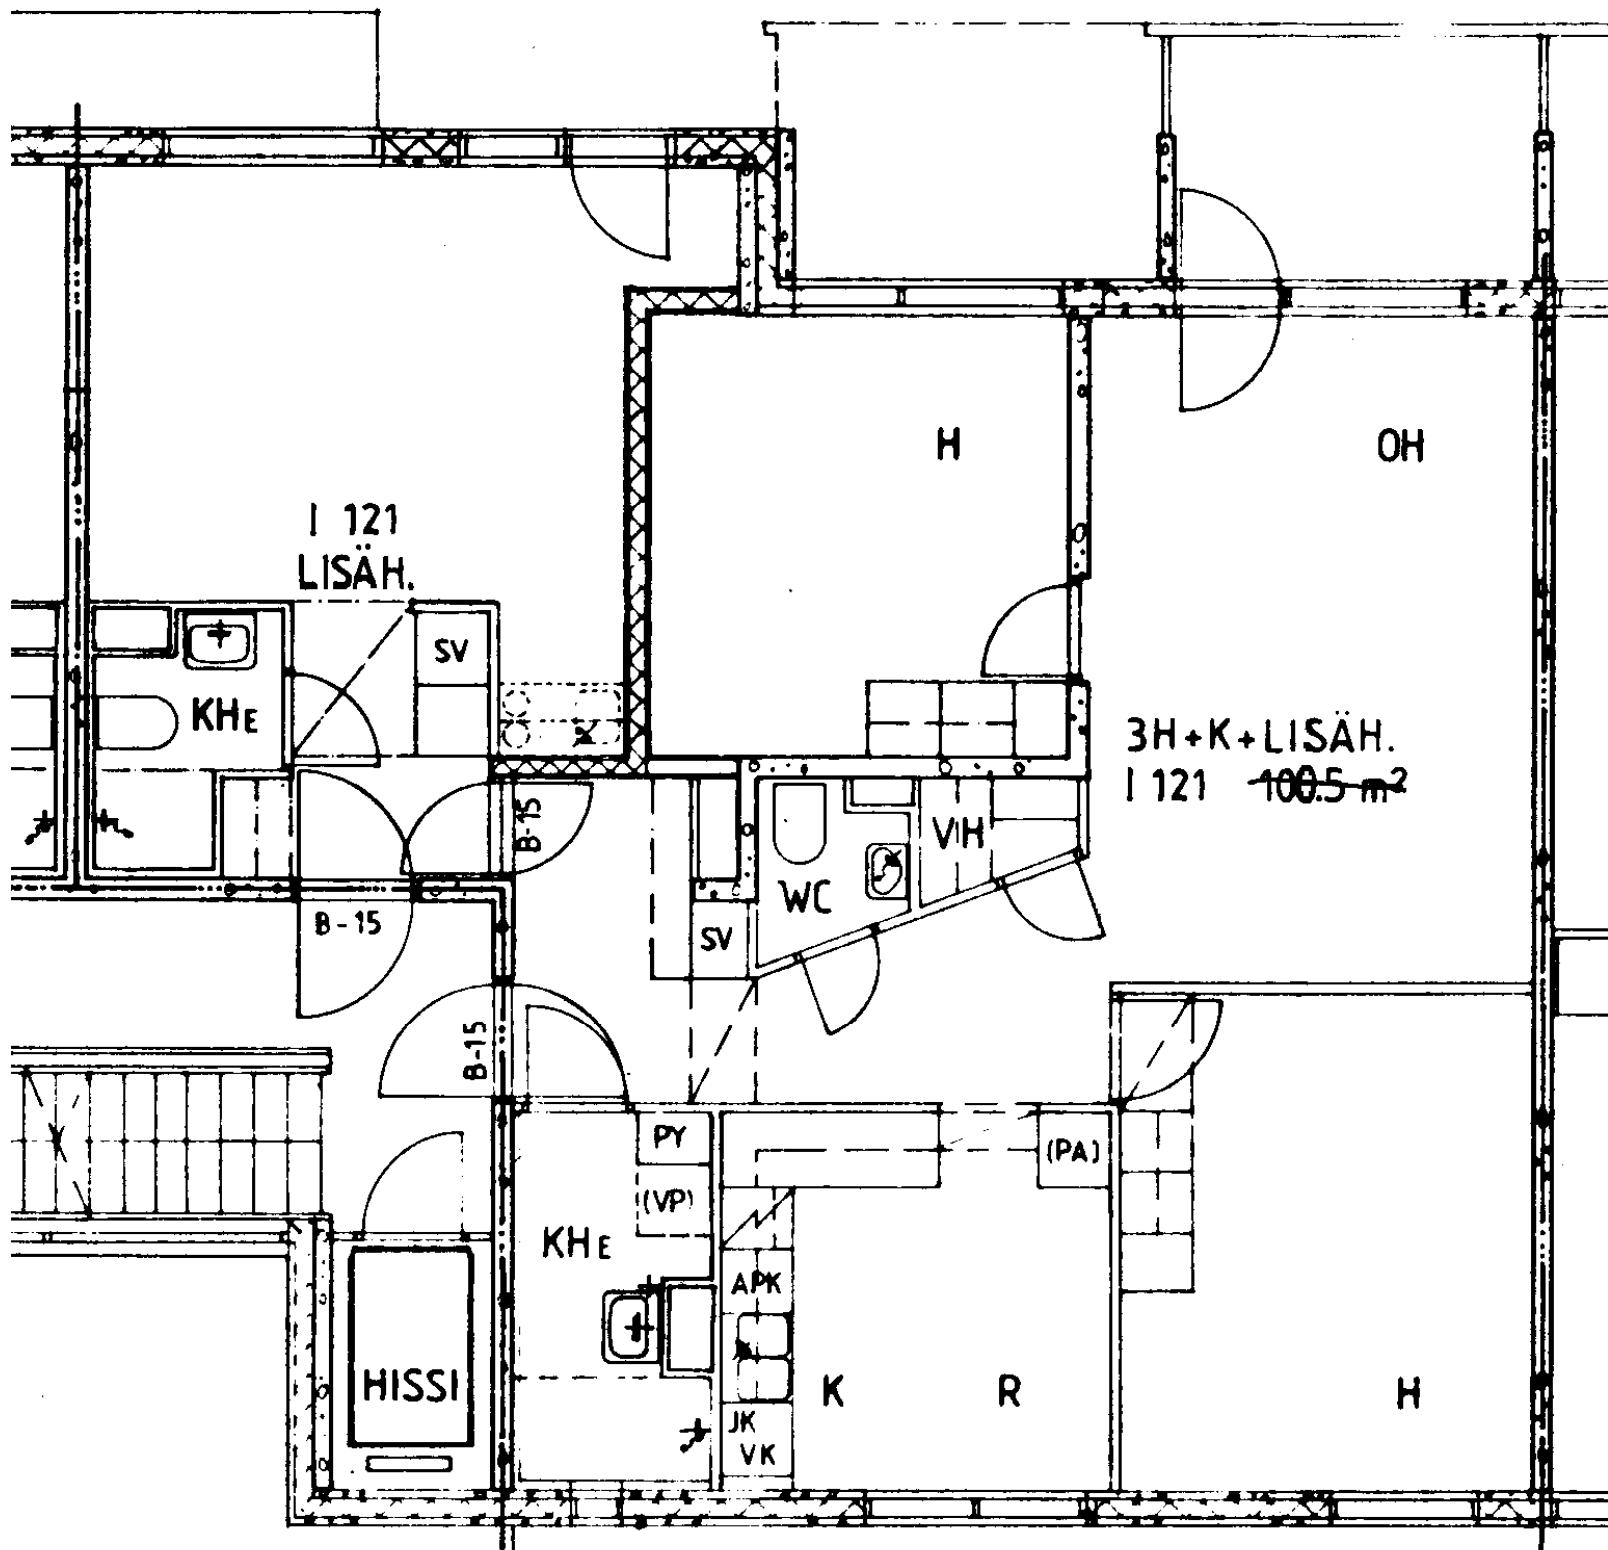 H
OH
I 121
LISÄH.
SV
KHE
3H+K+LISÄH.
I 121 100.5 m²
B-15
VH
WC
B-15
SV
B-15
PY
(PA)
(VP)
KHE
APK
HISSI
K
R
H
JK
VK